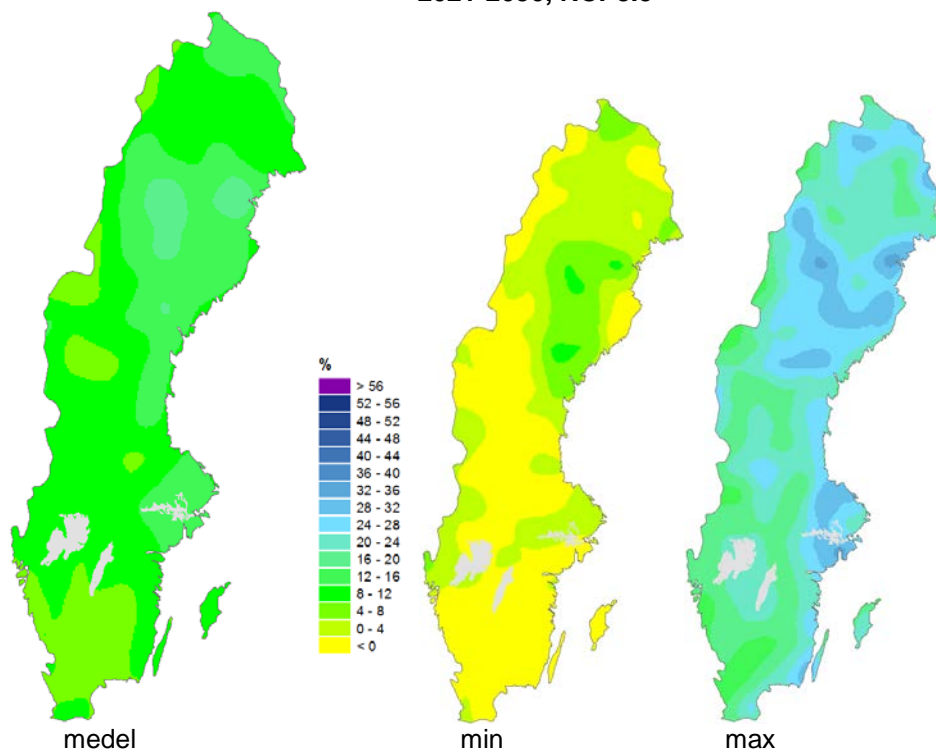 %
> 56
52 - 56
48 - 52
44 - 48
40 - 44
36 - 40
32 - 36
28 - 32
24 - 28
20 - 24
16 - 20
12 - 16
8 - 12
4 - 8
0 - 4
< 0
medel
min
max